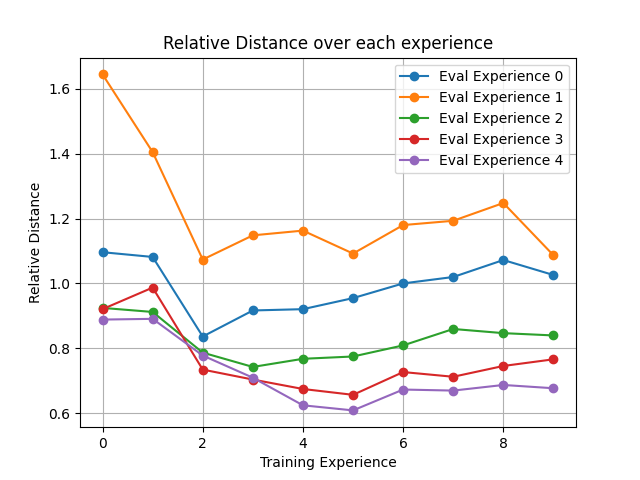 Relative Distance over each experience
Eval Experience 0
Eval Experience 1
Eval Experience 2
Eval Experience 3
Eval Experience 4
1.6
1.4
1.2
1.0
0.8
0.6
Relative Distance
0 2 4 6 8
Training Experience